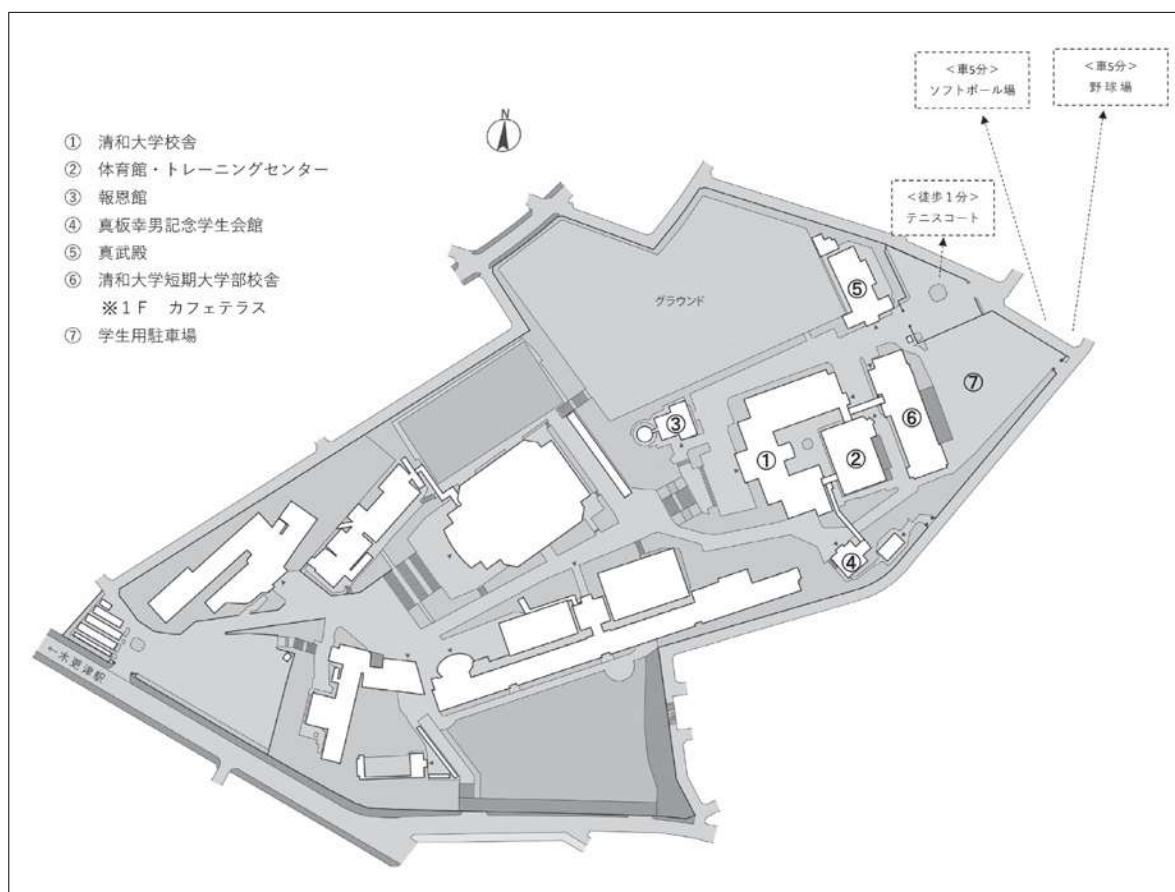 ＜車5分＞
ソフトボール場
＜車5分＞
野球場
N
① 清和大学校舎
② 体育館・トレーニングセンター
③ 報恩館
④ 真板幸男記念学生会館
⑤ 真武殿
⑥ 清和大学短期大学部校舎
※１Ｆ カフェテラス
⑦ 学生用駐車場
＜徒歩１分＞
テニスコート
グラウンド
⑤
⑦
③
⑥
①
②
④
←木更津駅